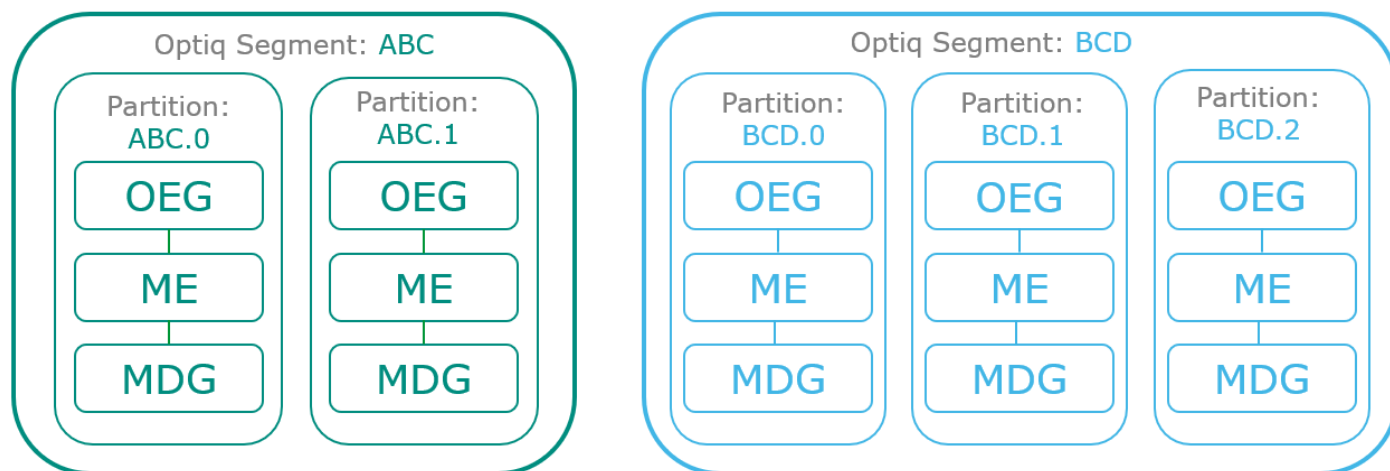 Optiq Segment: ABC
Partition:
ABC.0
OEG
ME
MDG
Partition:
ABC.1
OEG
ME
MDG
Optiq Segment: BCD
Partition:
BCD.0
OEG
ME
MDG
Partition:
BCD.1
OEG
ME
MDG
Partition:
BCD.2
OEG
ME
MDG